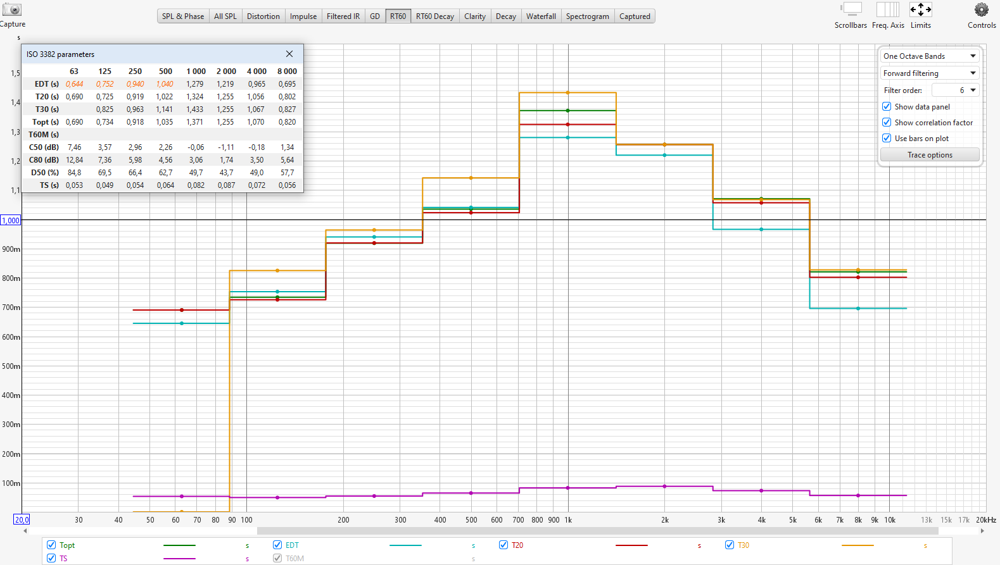 Capture
SPL & Phase All SPL Distortion Impulse Filtered IR GD RT60 RT60 Decay Clarity Decay Waterfall Spectrogram Captured
Scrollbars Freq. Axis Limits Controls
s
ISO 3382 parameters
63 125 250 500 1 000 2 000 4 000 8 000
EDT (s) 0,644 0,752 0,940 1,040 1,279 1,219 0,965 0,695
T20 (s) 0,690 0,725 0,919 1,022 1,324 1,255 1,056 0,802
T30 (s) 0,825 0,963 1,141 1,433 1,255 1,067 0,827
Topt (s) 0,690 0,734 0,918 1,035 1,371 1,255 1,070 0,820
T60M (s)
C50 (dB) 7,46 3,57 2,96 2,26 -0,06 -1,11 -0,18 1,34
C80 (dB) 12,84 7,36 5,98 4,56 3,06 1,74 3,50 5,64
D50 (%) 84,8 69,5 66,4 62,7 49,7 43,7 49,0 57,7
TS (s) 0,053 0,049 0,054 0,064 0,082 0,087 0,072 0,056
One Octave Bands
Forward filtering
Filter order: 6
Show data panel
Show correlation factor
Use bars on plot
Trace options
1,5
1,4
1,3
1,2
1,1
1,000
900m
800m
700m
600m
500m
400m
300m
200m
100m
20,0 30 40 50 60 70 80 90 100 200 300 400 500 600 700 800 900 1k 2k 3k 4k 5k 6k 7k 8k 9k 10k 13k 15k 17k 20kHz
Topt s EDT s T20 s T30 s
TS s T60M s